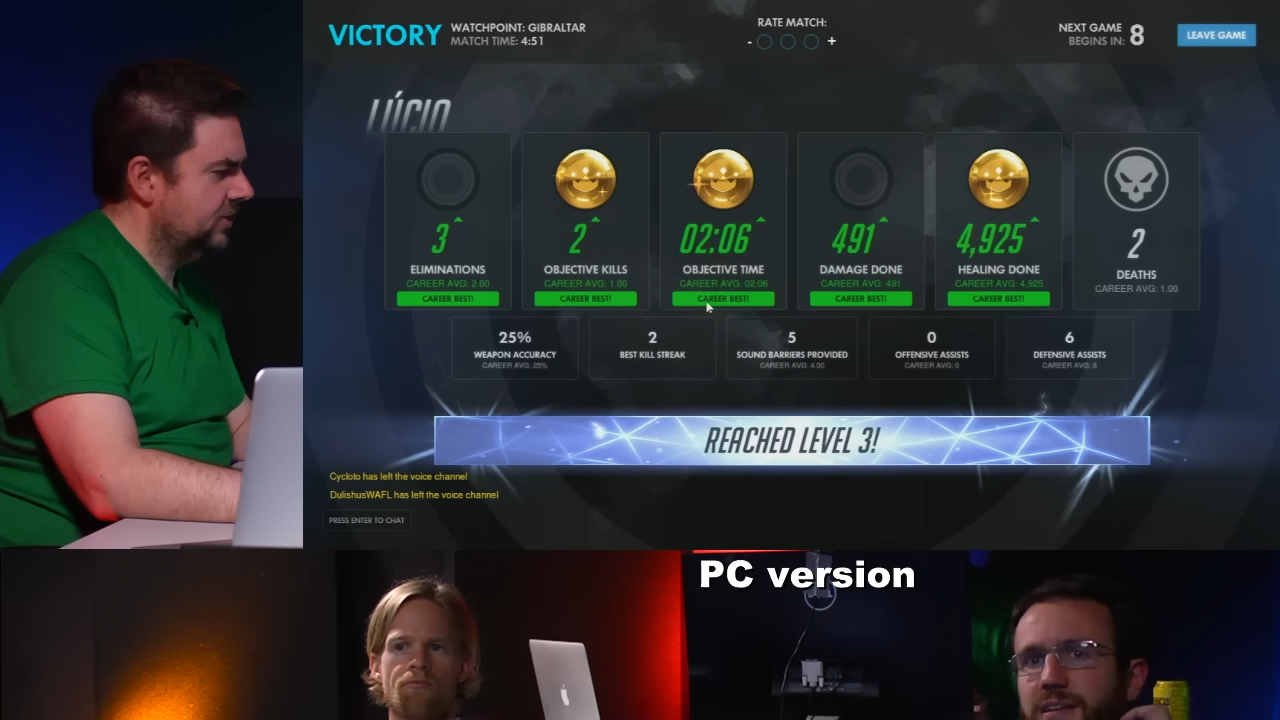 VICTORY
WATCHPOINT: GIBRALTAR
MATCH TIME: 4:51
RATE MATCH:
- +
NEXT GAME
BEGINS IN: 8
LEAVE GAME
LÚCIO
3 2 02:06 491 4,925 2
ELIMINATIONS OBJECTIVE KILLS OBJECTIVE TIME DAMAGE DONE HEALING DONE DEATHS
CAREER AVG: 2.00 CAREER AVG: 1.00 CAREER AVG: 02:06 CAREER AVG: 491 CAREER AVG: 4,925 CAREER AVG: 1.00
CAREER BEST! CAREER BEST! CAREER BEST! CAREER BEST! CAREER BEST!
25% 2 5 0 6
WEAPON ACCURACY BEST KILL STREAK SOUND BARRIERS PROVIDED OFFENSIVE ASSISTS DEFENSIVE ASSISTS
CAREER AVG: 25% CAREER AVG: 4.00 CAREER AVG: 0 CAREER AVG: 6
REACHED LEVEL 3!
Cycloto has left the voice channel
DulishusWAFL has left the voice channel
PRESS ENTER TO CHAT
PC version